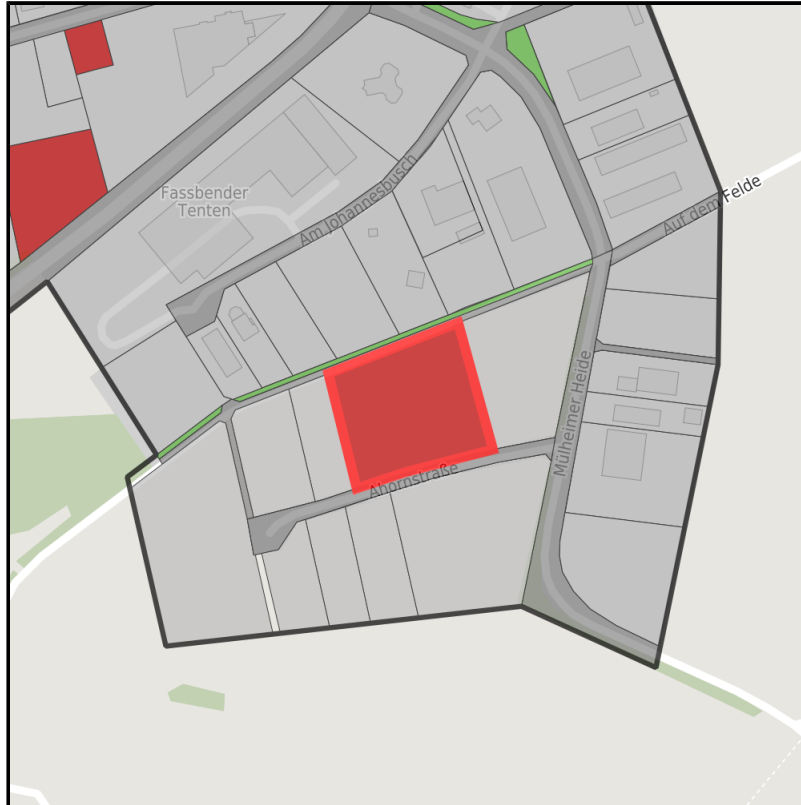 Fassbender
Tenten
Am Johannesbusch
Auf dem Felde
Mülheimer Heide
Ahornstraße